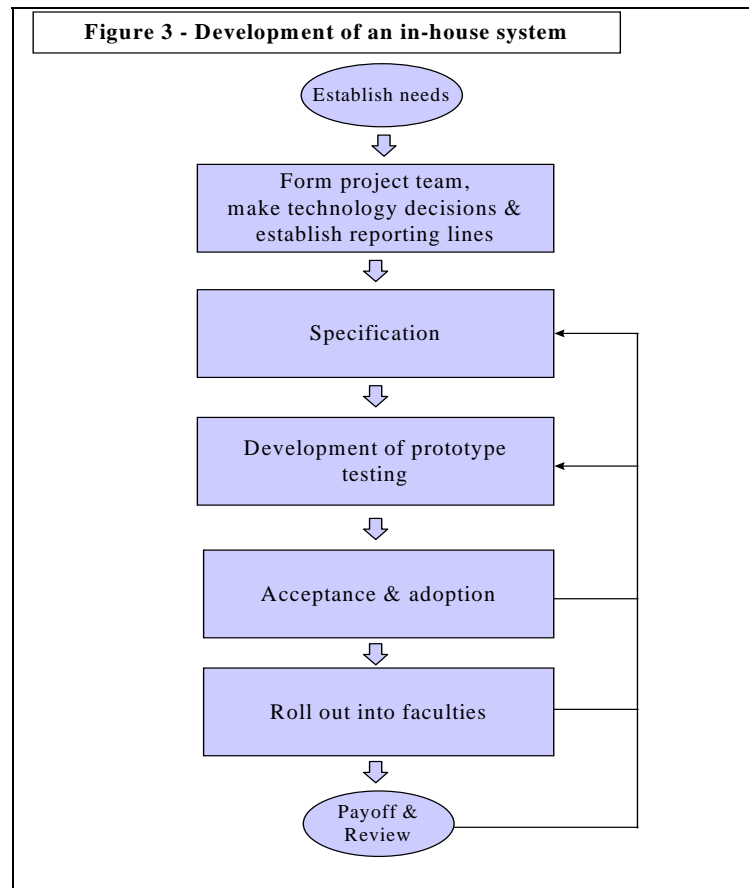 Figure 3 - Development of an in-house system
Establish needs
Form project team,
make technology decisions &
establish reporting lines
Specification
Development of prototype
testing
Acceptance & adoption
Roll out into faculties
Payoff &
Review